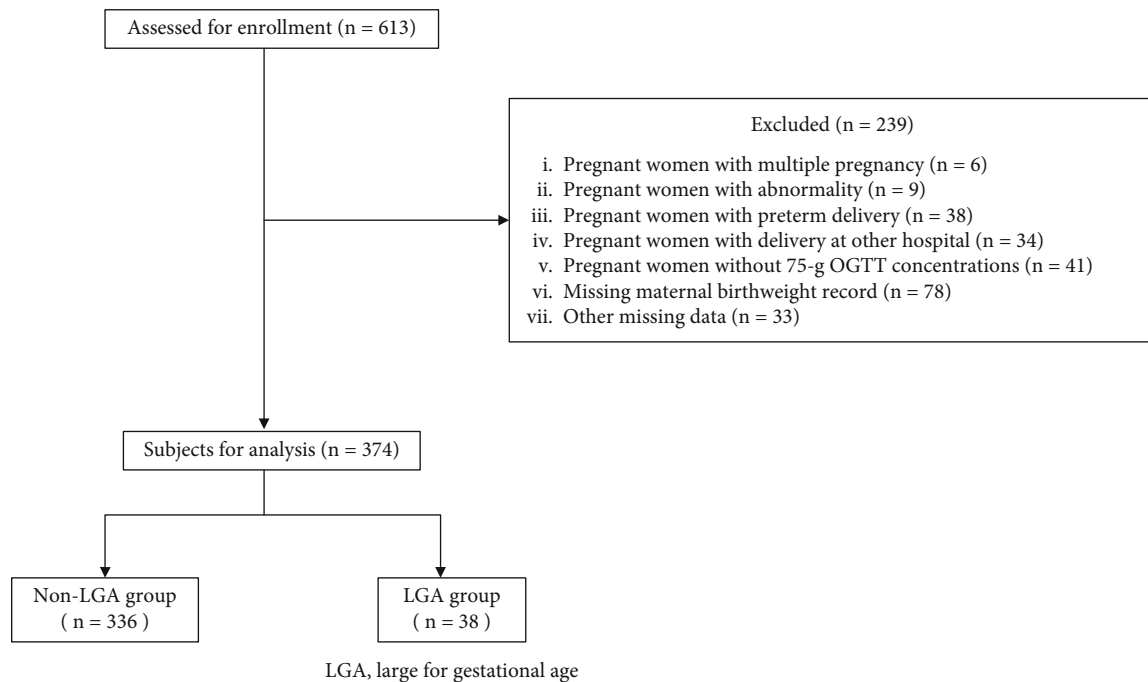 Assessed for enrollment (n = 613)
Excluded (n = 239)
i. Pregnant women with multiple pregnancy (n = 6)
ii. Pregnant women with abnormality (n = 9)
iii. Pregnant women with preterm delivery (n = 38)
iv. Pregnant women with delivery at other hospital (n = 34)
v. Pregnant women without 75-g OGTT concentrations (n = 41)
vi. Missing maternal birthweight record (n = 78)
vii. Other missing data (n = 33)
Subjects for analysis (n = 374)
Non-LGA group
( n = 336 )
LGA group
( n = 38 )
LGA, large for gestational age